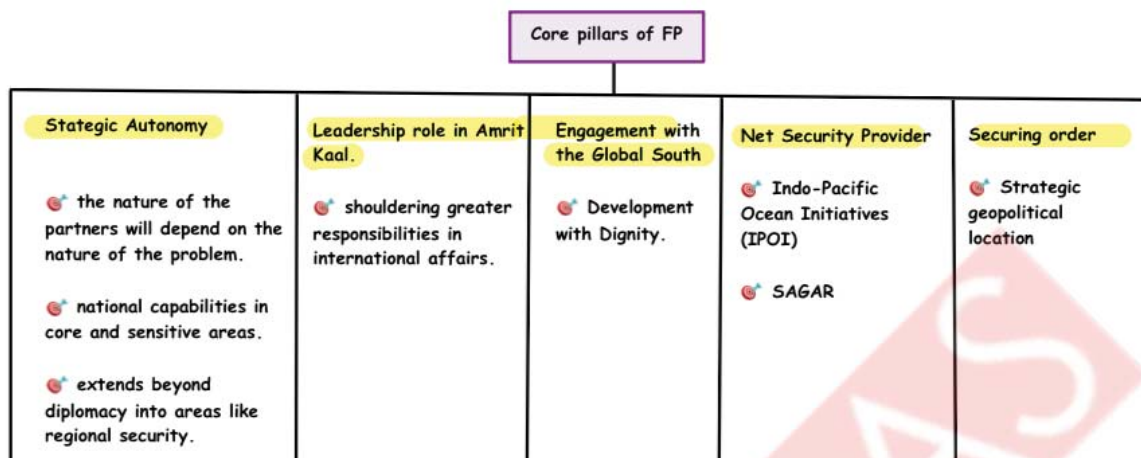 Core pillars of FP
Stategic Autonomy
the nature of the
partners will depend on the
nature of the problem.
national capabilities in
core and sensitive areas.
extends beyond
diplomacy into areas like
regional security.
Leadership role in Amrit
Kaal.
shouldering greater
responsibilities in
international affairs.
Engagement with
the Global South
Development
with Dignity.
Net Security Provider
Indo-Pacific
Ocean Initiatives
(IPOI)
SAGAR
Securing order
Strategic
geopolitical
location
AS